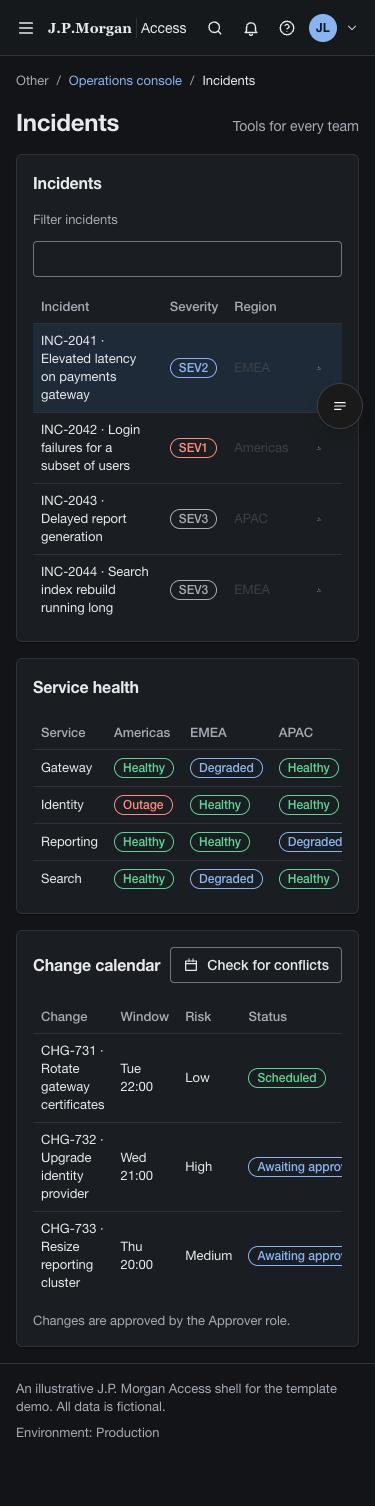 J.P.Morgan Access JL
Other / Operations console / Incidents
Incidents
Tools for every team
Incidents
Filter incidents
Incident Severity Region
INC-2041 ·
Elevated latency
on payments
gateway
SEV2 EMEA
INC-2042 · Login
failures for a
subset of users
SEV1 Americas
INC-2043 ·
Delayed report
generation
SEV3 APAC
INC-2044 · Search
index rebuild
running long
SEV3 EMEA
Service health
Service Americas EMEA APAC
Gateway Healthy Degraded Healthy
Identity Outage Healthy Healthy
Reporting Healthy Healthy Degraded
Search Healthy Degraded Healthy
Change calendar
Check for conflicts
Change Window Risk Status
CHG-731 ·
Rotate
gateway
certificates
Tue
22:00
Low
Scheduled
CHG-732 ·
Upgrade
identity
provider
Wed
21:00
High
Awaiting approv
CHG-733 ·
Resize
reporting
cluster
Thu
20:00
Medium
Awaiting approv
Changes are approved by the Approver role.
An illustrative J.P. Morgan Access shell for the template
demo. All data is fictional.
Environment: Production